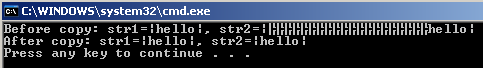 C:\WINDOWS\system32\cmd.exe
Before copy: str1=¦hello¦, str2=¦¦¦¦¦¦¦¦¦¦¦¦¦¦¦¦¦¦¦¦¦hello¦
After copy: str1=¦hello¦, str2=¦hello¦
Press any key to continue . . .